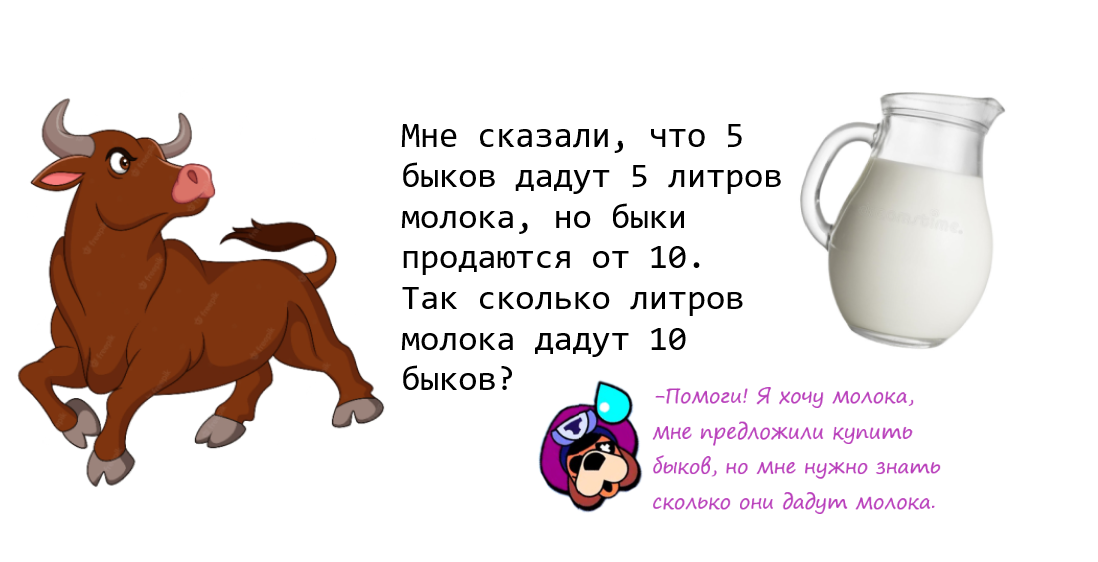 Мне сказали, что 5
быков дадут 5 литров
молока, но быки
продаются от 10.
Так сколько литров
молока дадут 10
быков?
-Помоги! Я хочу молока,
мне предложили купить
быков, но мне нужно знать
сколько они дадут молока.